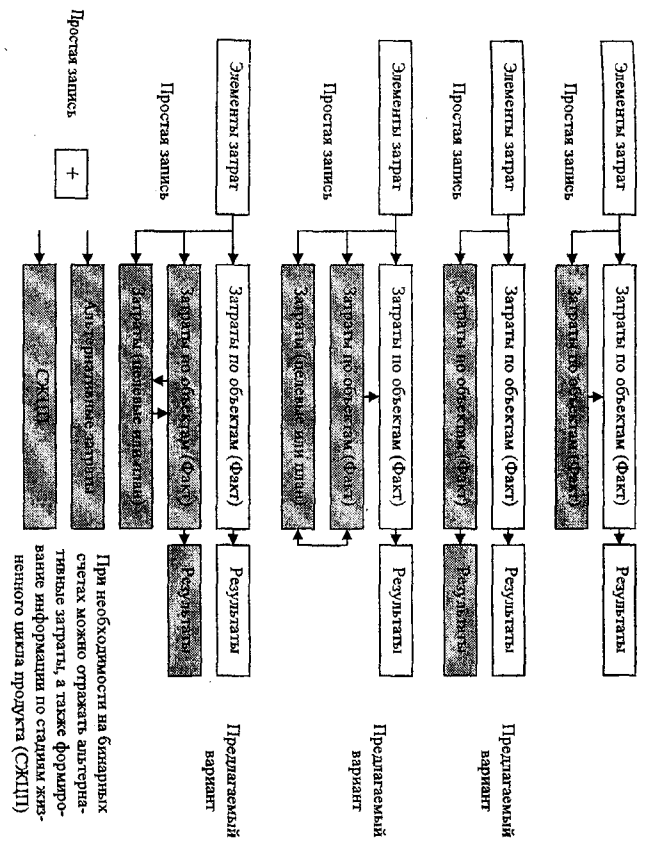 Элементы затрат
Затраты по объектам (Факт)
Результаты
Простая запись
Затраты по объектам (Факт)
Элементы затрат
Затраты по объектам (Факт)
Результаты
Предлагаемый
вариант
Простая запись
Затраты по объектам (Факт)
Результаты
Элементы затрат
Затраты по объектам (Факт)
Результаты
Предлагаемый
вариант
Простая запись
Затраты по объектам (Факт)
Затраты (целевые или план)
Элементы затрат
Затраты по объектам (Факт)
Результаты
Предлагаемый
вариант
Простая запись
Затраты по объектам (Факт)
Результаты
Затраты (целевые или план)
+
Простая запись
Альтернативные затраты
СЖЦП
При необходимости на бинарных
счетах можно отражать альтерна-
тивные затраты, а также формиро-
вание информации по стадиям жиз-
ненного цикла продукта (СЖЦП)